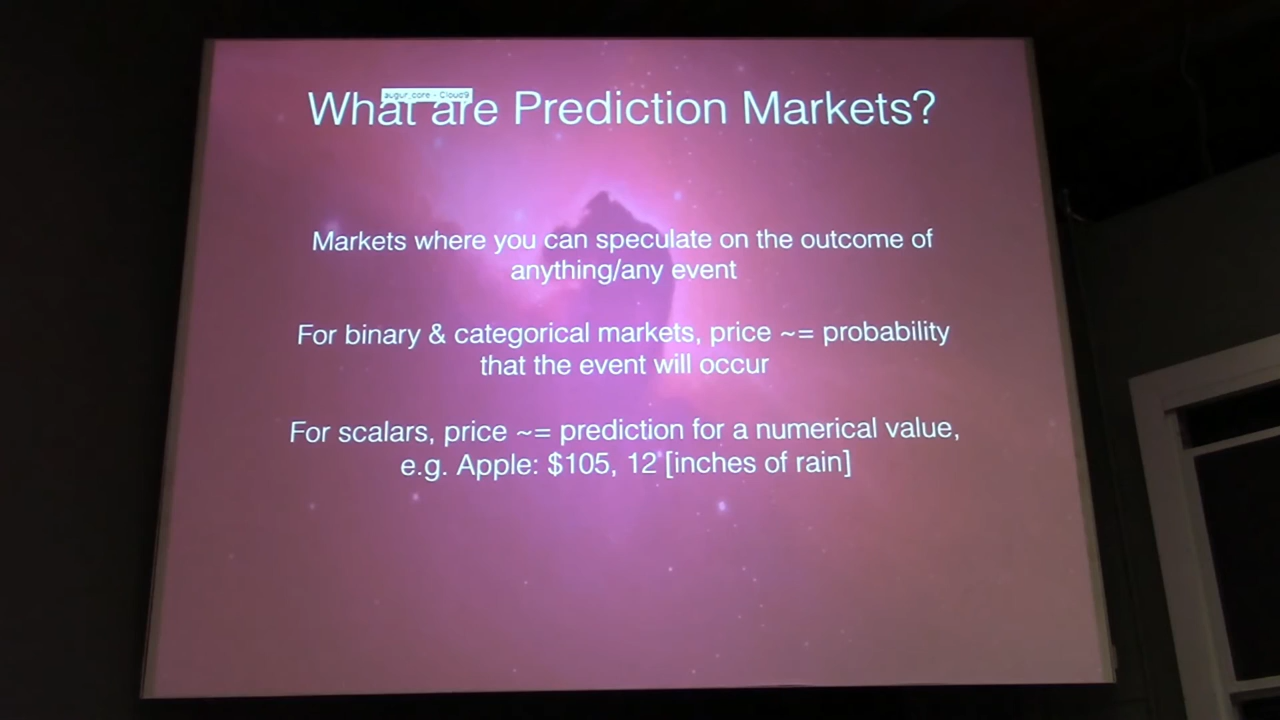 augur_core - Cloud9
What are Prediction Markets?
Markets where you can speculate on the outcome of
anything/any event
For binary & categorical markets, price ~= probability
that the event will occur
For scalars, price ~= prediction for a numerical value,
e.g. Apple: $105, 12 [inches of rain]